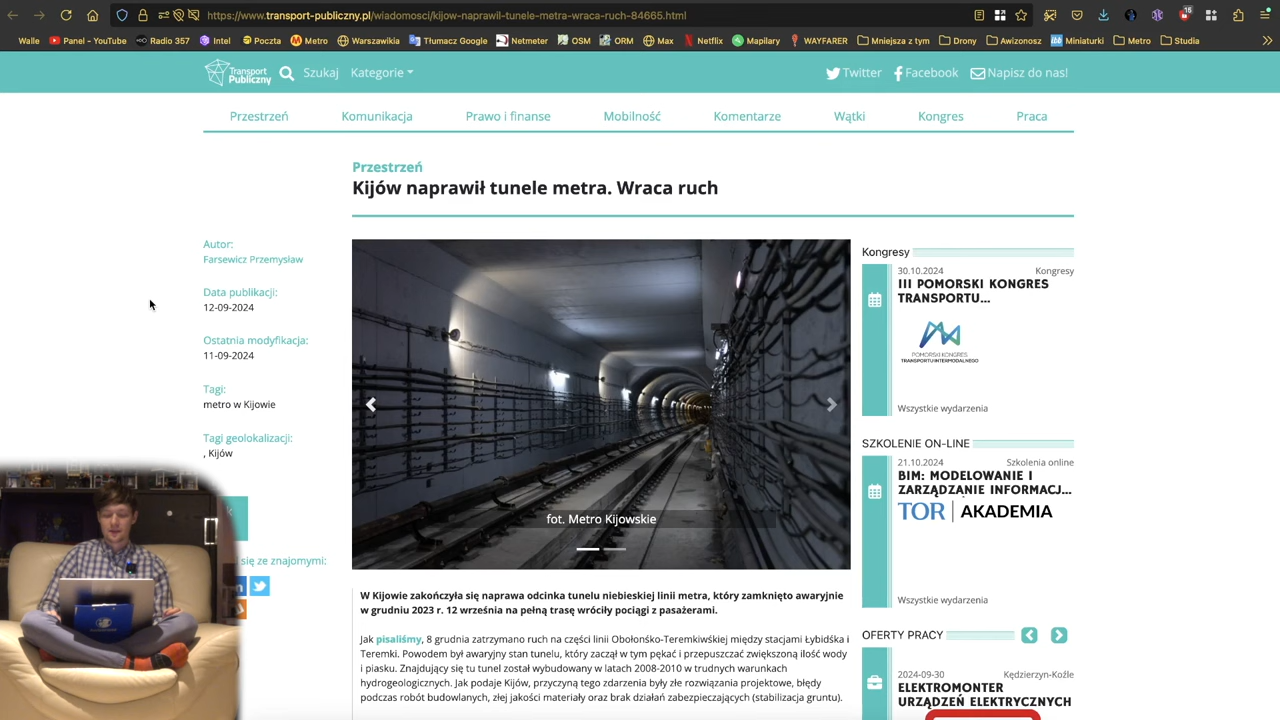 https://www.transport-publiczny.pl/wiadomosci/kijow-naprawil-tunele-metra-wraca-ruch-84665.html
15
Walle
Panel - YouTube
Radio 357
Intel
Poczta
Metro
Warszawikia
Tłumacz Google
Netmeter
OSM
ORM
Max
Netflix
Mapilary
WAYFARER
Mniejsza z tym
Drony
Awizonosz
Miniaturki
Metro
Studia
Transport Publiczny
Szukaj
Kategorie
Twitter
Facebook
Napisz do nas!
Przestrzeń
Komunikacja
Prawo i finanse
Mobilność
Komentarze
Wątki
Kongres
Praca
Przestrzeń
Kijów naprawił tunele metra. Wraca ruch
Autor:
Farsewicz Przemysław
Data publikacji:
12-09-2024
Ostatnia modyfikacja:
11-09-2024
Tagi:
metro w Kijowie
Tagi geolokalizacji:
, Kijów
się ze znajomymi:
fot. Metro Kijowskie
W Kijowie zakończyła się naprawa odcinka tunelu niebieskiej linii metra, który zamknięto awaryjnie
w grudniu 2023 r. 12 września na pełną trasę wróciły pociągi z pasażerami.
Jak pisaliśmy, 8 grudnia zatrzymano ruch na części linii Obołońsko-Teremkiwśkiej między stacjami Łybidśka i
Teremki. Powodem był awaryjny stan tunelu, który zaczął w tym pękać i przepuszczać zwiększoną ilość wody
i piasku. Znajdujący się tu tunel został wybudowany w latach 2008-2010 w trudnych warunkach
hydrogeologicznych. Jak podaje Kijów, przyczyną tego zdarzenia były złe rozwiązania projektowe, błędy
podczas robót budowlanych, złej jakości materiały oraz brak działań zabezpieczających (stabilizacja gruntu).
Kongresy
30.10.2024
Kongresy
III POMORSKI KONGRES
TRANSPORTU...
POMORSKI KONGRES
TRANSPORTU INTERMODALNEGO
Wszystkie wydarzenia
SZKOLENIE ON-LINE
21.10.2024
Szkolenia online
BIM: MODELOWANIE I
ZARZĄDZANIE INFORMACJ...
TOR | AKADEMIA
Wszystkie wydarzenia
OFERTY PRACY
2024-09-30
Kędzierzyn-Koźle
ELEKTROMONTER
URZĄDZEŃ ELEKTRYCZNYCH